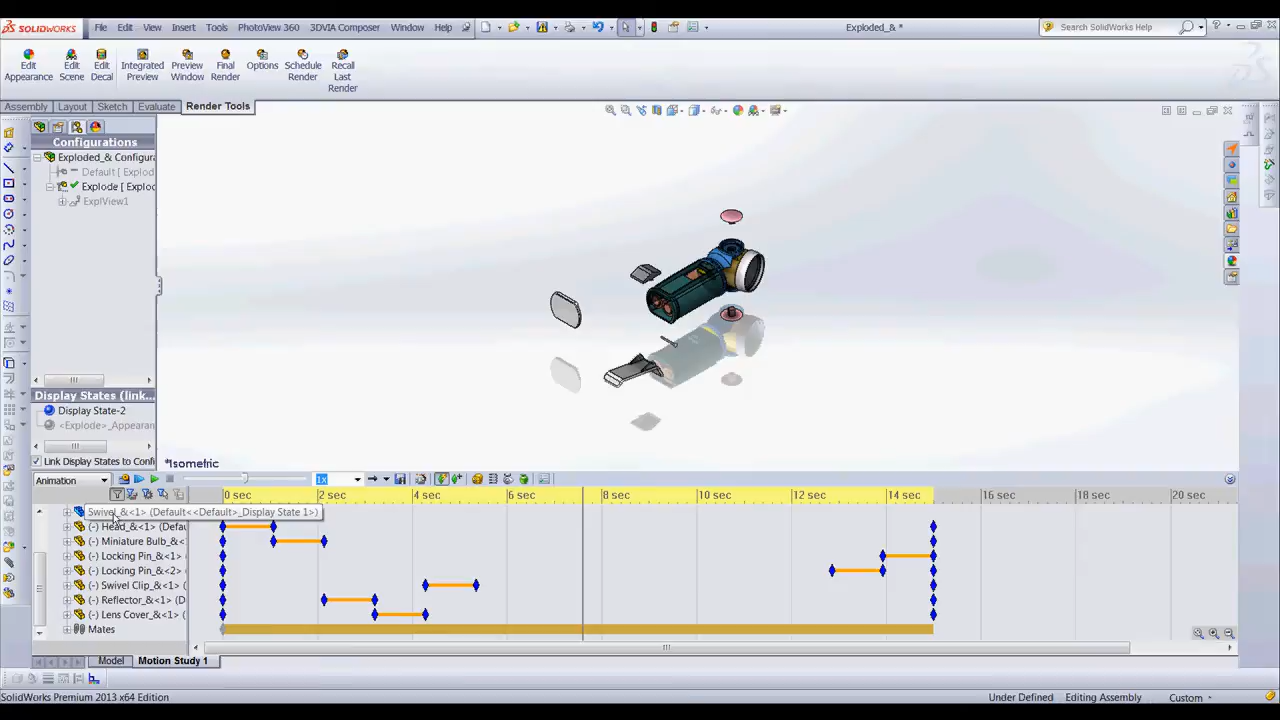 SOLIDWORKS File Edit View Insert Tools PhotoView 360 3DVIA Composer Window Help Exploded_& * Search SolidWorks Help
Edit Appearance Edit Scene Edit Decal Integrated Preview Preview Window Final Render Options Schedule Render Recall Last Render
Assembly Layout Sketch Evaluate Render Tools
Configurations
Exploded_& Configura
Default [ Explod
Explode [ Explod
ExplView1
Display States (link...
Display State-2
<Explode>_Appearan
Link Display States to Confi
*Isometric
Animation 1x
0 sec 2 sec 4 sec 6 sec 8 sec 10 sec 12 sec 14 sec 16 sec 18 sec 20 sec
Swivel_&<1> (Default<<Default>_Display State 1>)
(-) Head_&<1> (Defau
(-) Miniature Bulb_&<
(-) Locking Pin_&<1>
(-) Locking Pin_&<2>
(-) Swivel Clip_&<1> (
(-) Reflector_&<1> (D
(-) Lens Cover_&<1> (
Mates
Model Motion Study 1
SolidWorks Premium 2013 x64 Edition Under Defined Editing Assembly Custom